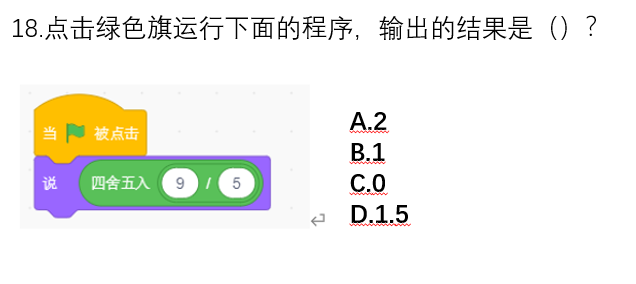 18.点击绿色旗运行下面的程序，输出的结果是（）？
当 被点击
说 四舍五入 9 / 5
A.2
B.1
C.0
D.1.5